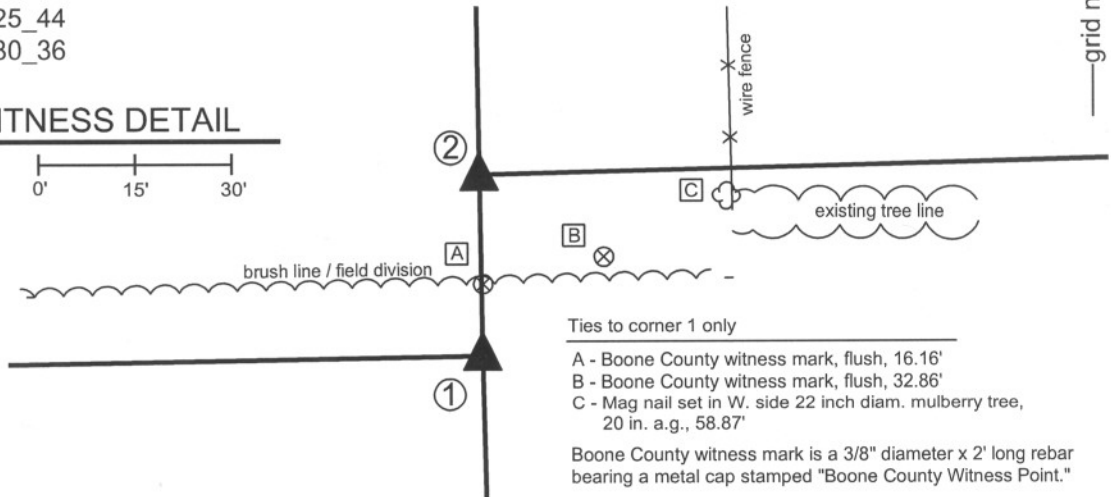 25_44
30_36
TNESS DETAIL
0' 15' 30'
②
①
A
B
C
wire fence
grid n
existing tree line
brush line / field division
Ties to corner 1 only
A - Boone County witness mark, flush, 16.16'
B - Boone County witness mark, flush, 32.86'
C - Mag nail set in W. side 22 inch diam. mulberry tree,
20 in. a.g., 58.87'
Boone County witness mark is a 3/8" diameter x 2' long rebar
bearing a metal cap stamped "Boone County Witness Point."